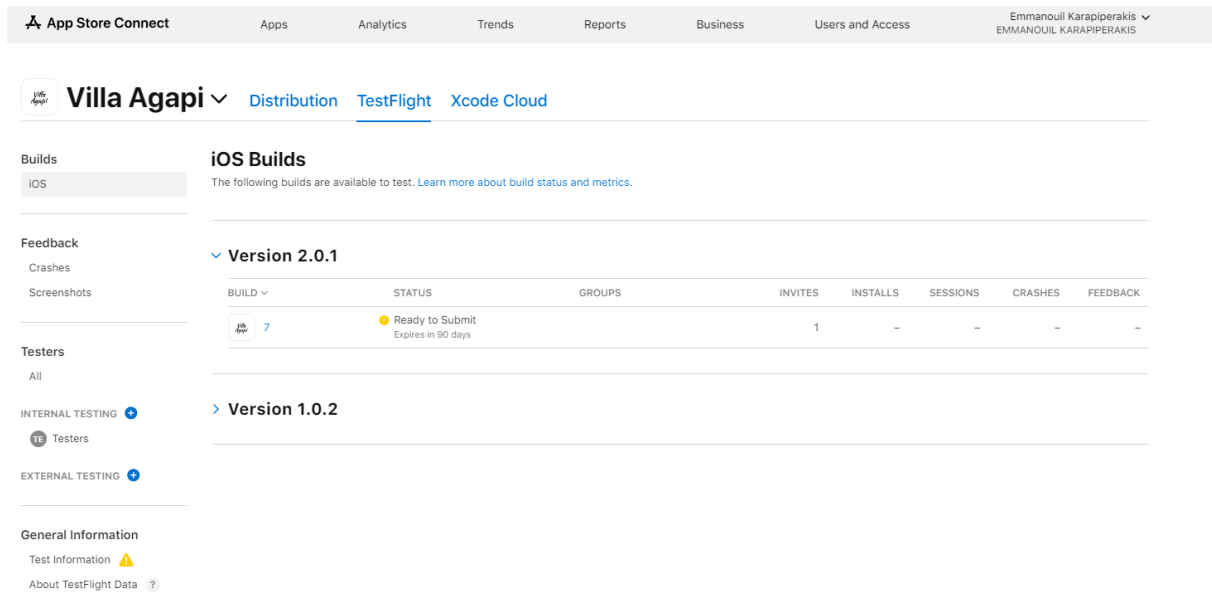 App Store Connect Apps Analytics Trends Reports Business Users and Access Emmanouil Karapiperakis
EMMANOUIL KARAPIPERAKIS
Villa Agapi Villa Agapi Distribution TestFlight Xcode Cloud
Builds
iOS
Feedback
Crashes
Screenshots
Testers
All
INTERNAL TESTING
TE Testers
EXTERNAL TESTING
General Information
Test Information
About TestFlight Data ?
iOS Builds
The following builds are available to test. Learn more about build status and metrics.
Version 2.0.1
BUILD STATUS GROUPS INVITES INSTALLS SESSIONS CRASHES FEEDBACK
Villa Agapi 7 Ready to Submit 1 – – – –
Expires in 90 days
Version 1.0.2